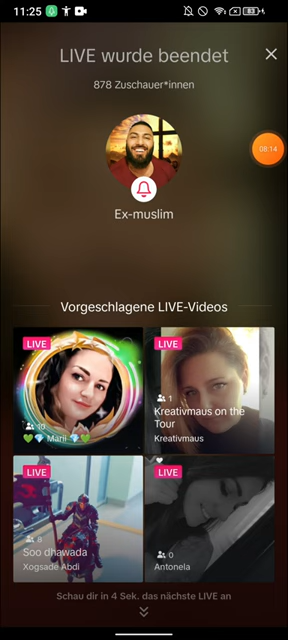 11:25
83
LIVE wurde beendet
878 Zuschauer*innen
08:14
Ex-muslim
Vorgeschlagene LIVE-Videos
LIVE
LIVE
10
💚💎 Marii 💎💚
1
Kreativmaus on the
Tour
Kreativmaus
LIVE
LIVE
8
Soo dhawada
Xogsade Abdi
0
Antonela
Schau dir in 4 Sek. das nächste LIVE an